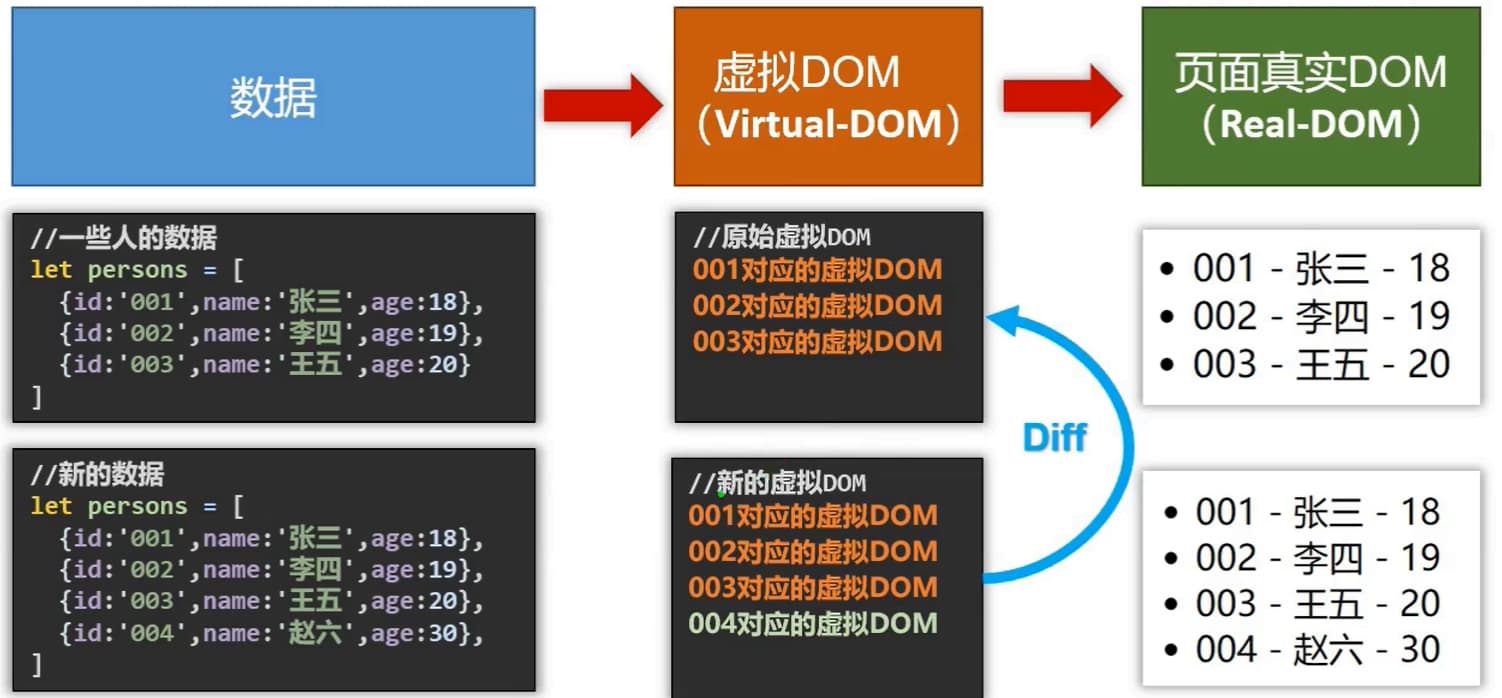 数据
虚拟DOM
（Virtual-DOM）
页面真实DOM
（Real-DOM）
//一些人的数据
let persons = [
{id:'001',name:'张三',age:18},
{id:'002',name:'李四',age:19},
{id:'003',name:'王五',age:20}
]
//原始虚拟DOM
001对应的虚拟DOM
002对应的虚拟DOM
003对应的虚拟DOM
001 - 张三 - 18
002 - 李四 - 19
003 - 王五 - 20
Diff
//新的数据
let persons = [
{id:'001',name:'张三',age:18},
{id:'002',name:'李四',age:19},
{id:'003',name:'王五',age:20},
{id:'004',name:'赵六',age:30},
]
//新的虚拟DOM
001对应的虚拟DOM
002对应的虚拟DOM
003对应的虚拟DOM
004对应的虚拟DOM
001 - 张三 - 18
002 - 李四 - 19
003 - 王五 - 20
004 - 赵六 - 30